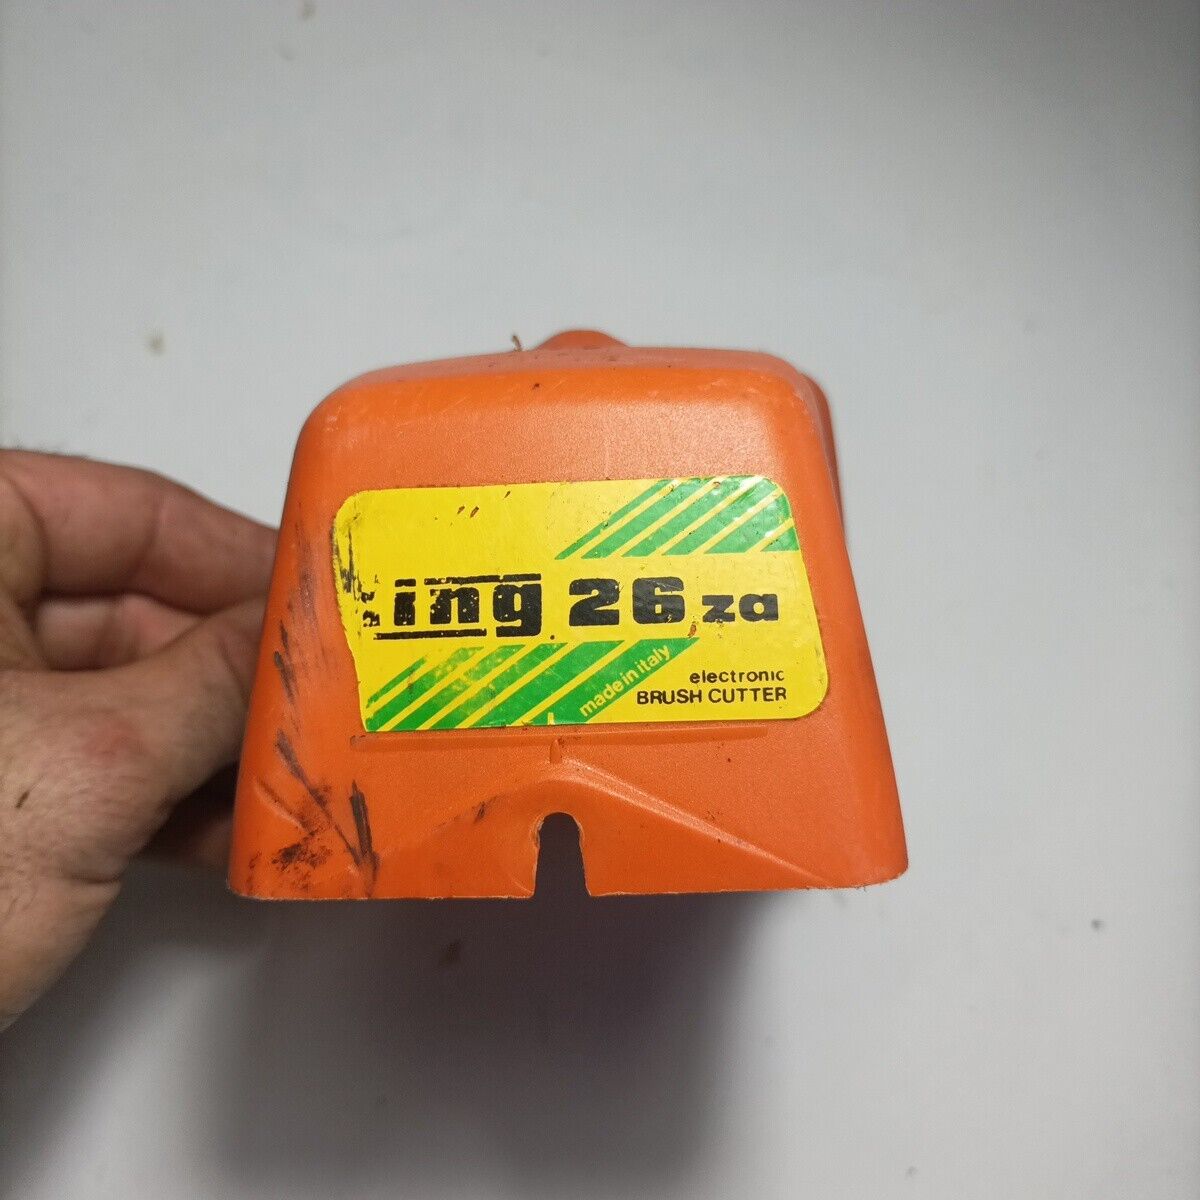 ing 26 za
made in italy
electronic
BRUSH CUTTER